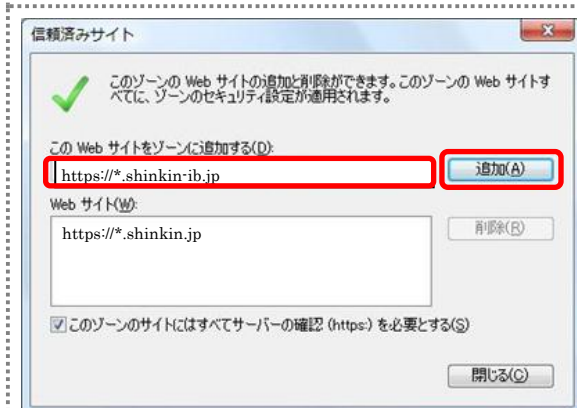 信頼済みサイト
このゾーンの Web サイトの追加と削除ができます。このゾーンの Web サイトす
べてに、ゾーンのセキュリティ設定が適用されます。
この Web サイトをゾーンに追加する(D):
https://*.shinkin-ib.jp
追加(A)
Web サイト(W):
https://*.shinkin.jp
削除(R)
このゾーンのサイトにはすべてサーバーの確認 (https:) を必要とする(S)
閉じる(C)